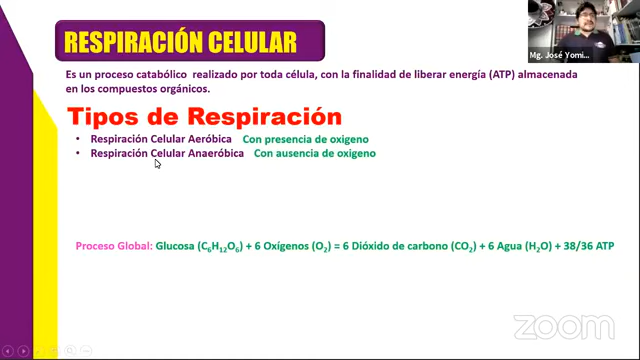 RESPIRACIÓN CELULAR
Mg. José Yomi...
Es un proceso catabólico realizado por toda célula, con la finalidad de liberar energía (ATP) almacenada
en los compuestos orgánicos.
Tipos de Respiración
• Respiración Celular Aeróbica Con presencia de oxigeno
• Respiración Celular Anaeróbica Con ausencia de oxigeno
Proceso Global: Glucosa (C₆H₁₂O₆) + 6 Oxígenos (O₂) = 6 Dióxido de carbono (CO₂) + 6 Agua (H₂O) + 38/36 ATP
zoom